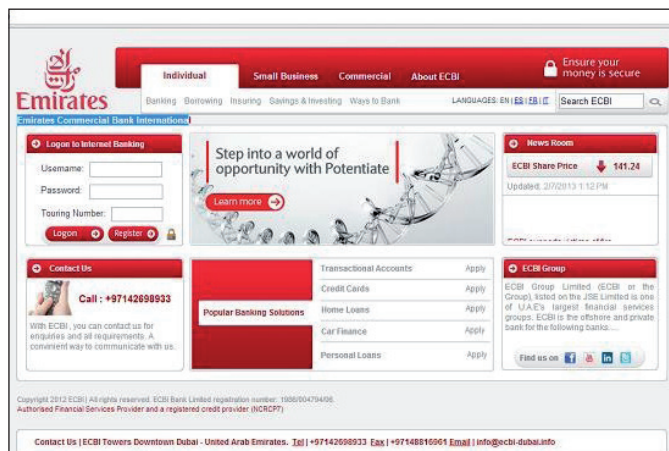 Emirates
Individual Small Business Commercial About ECBI
Ensure your
money is secure
Banking Borrowing Insuring Savings & Investing Ways to Bank
LANGUAGES: EN | ES | FR | IT
Search ECBI
Emirates Commercial Bank International
Logon to Internet Banking
Username:
Password:
Touring Number:
Logon Register
Step into a world of
opportunity with Potentiate
Learn more
News Room
ECBI Share Price 141.24
Updated: 2/7/2013 1:12 PM
Contact Us
Call : +97142698933
With ECBI, you can contact us for
enquiries and all requirements. A
convenient way to communicate with us.
Popular Banking Solutions
Transactional Accounts Apply
Credit Cards Apply
Home Loans Apply
Car Finance Apply
Personal Loans Apply
ECBI Group
ECBI Group Limited (ECBI or the
Group), listed on the JSE Limited is one
of U.A.E's largest financial services
groups. ECBI is the offshore and private
bank for the following banks....
Find us on
Copyright 2012 ECBI | All rights reserved. ECBI Bank Limited registration number: 1966/004794/06.
Authorised Financial Services Provider and a registered credit provider (NCRCP7)
Contact Us | ECBI Towers Downtown Dubai - United Arab Emirates. Tel | +97142698933 Fax | +97148816961 Email | info@ecbi-dubai.info